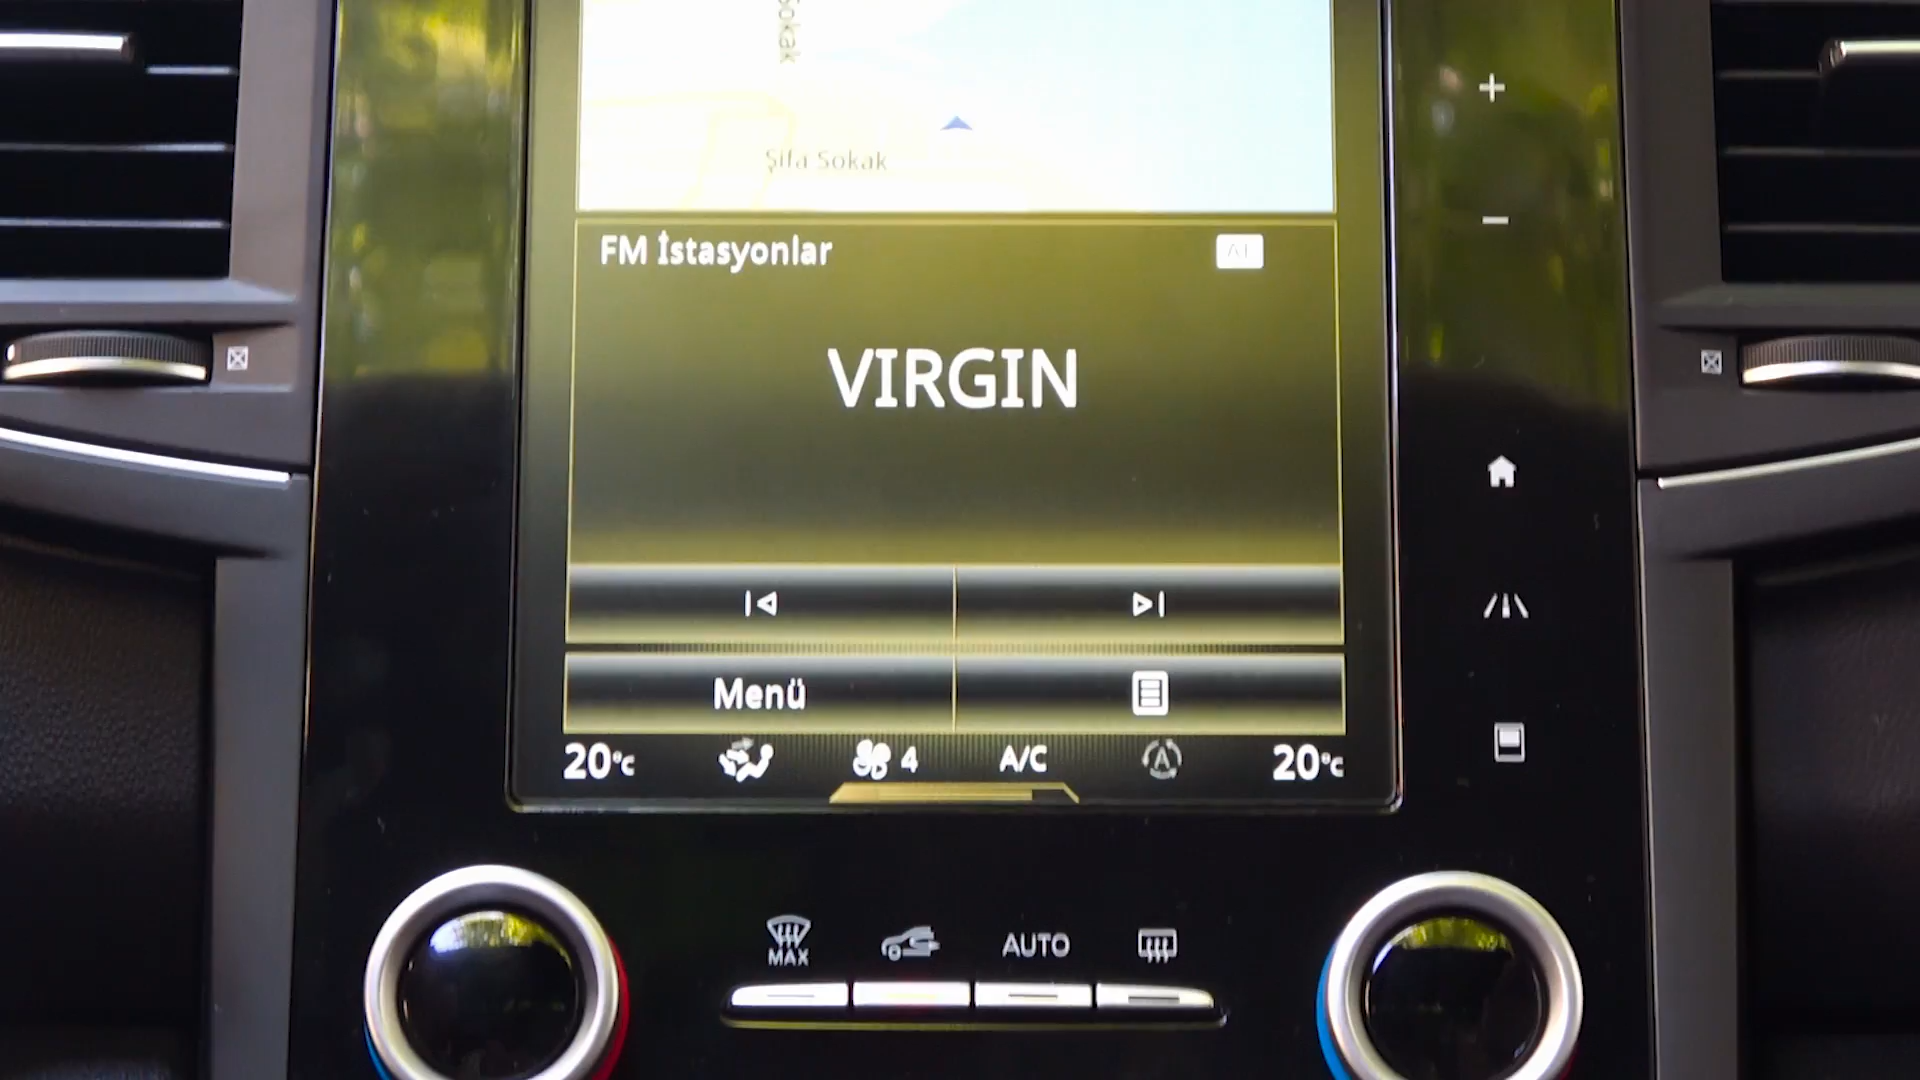 Sokak
Şifa Sokak
FM İstasyonlar
VIRGIN
Menü
20°C 4 A/C A 20°C
MAX AUTO